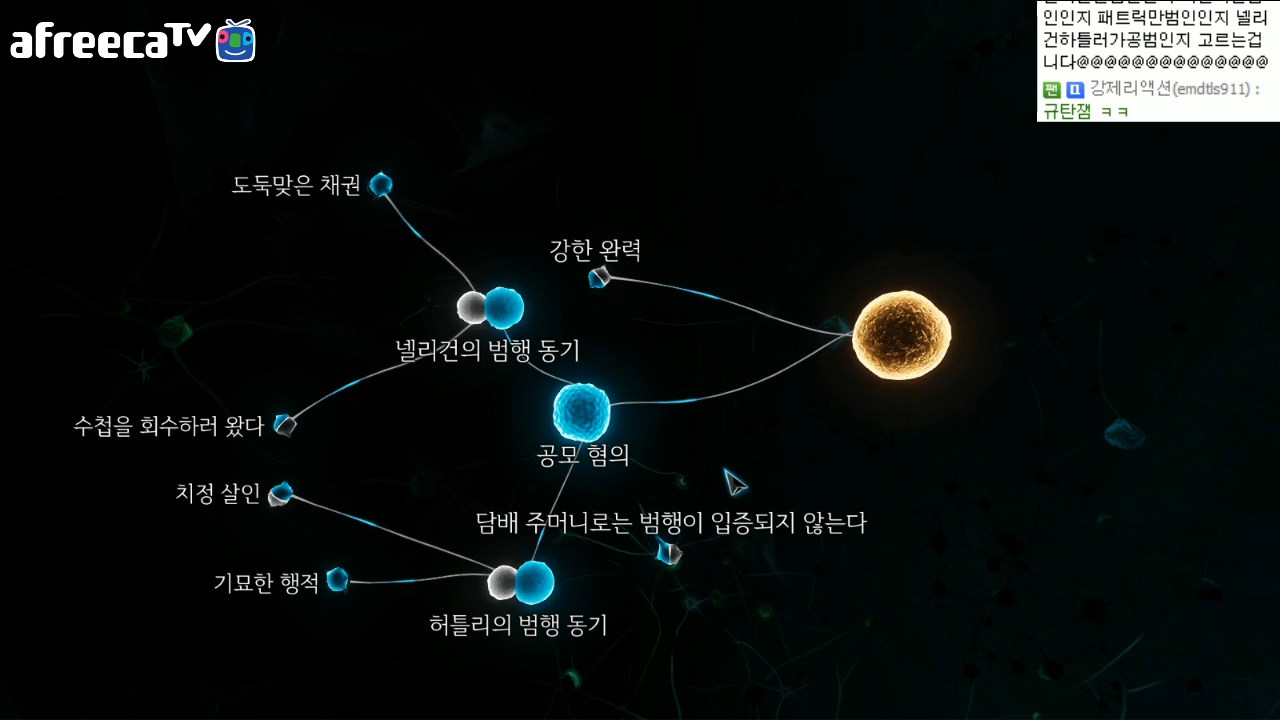 afreecaTV
인인지 패트릭만범인인지 넬리
건하틀러가공범인지 고르는겁
니다@@@@@@@@@@@@@@
팬 강제리액션(emdtls911) :
규탄잼 ㅋㅋ
도둑맞은 채권
강한 완력
넬리건의 범행 동기
수첩을 회수하러 왔다
공모 혐의
치정 살인
담배 주머니로는 범행이 입증되지 않는다
기묘한 행적
허틀리의 범행 동기